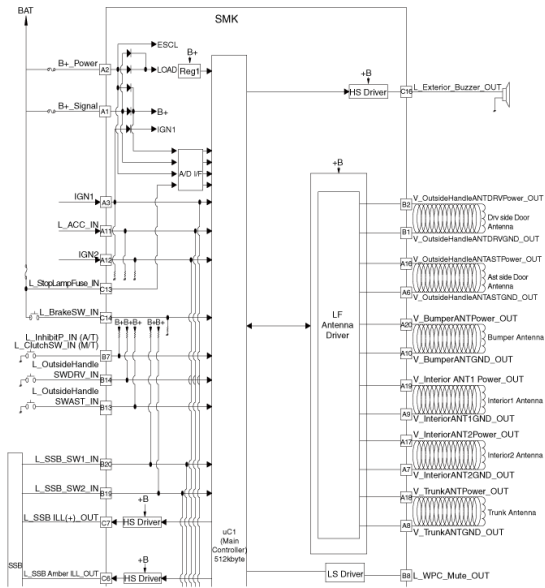 BAT
SMK
ESCL
B+_Power
A2
LOAD
B+
Reg1
+B
HS Driver
C16
L_Exterior_Buzzer_OUT
B+_Signal
A1
B+
IGN1
A/D I/F
+B
IGN1
A3
L_ACC_IN
A11
IGN2
A12
L_StopLampFuse_IN
C13
L_BrakeSW_IN
C14
B+B+B+ B+B+
L_InhibitP_IN (A/T)
L_ClutchSW_IN (M/T)
B7
L_OutsideHandle
SWDRV_IN
B14
L_OutsideHandle
SWAST_IN
B13
L_SSB_SW1_IN
B20
L_SSB_SW2_IN
B19
+B
L_SSB ILL(+)_OUT
C7
HS Driver
+B
L_SSB Amber ILL_OUT
C6
HS Driver
SSB
uC1
(Main
Controller)
512kbyte
LF
Antenna
Driver
V_OutsideHandleANTDRVPower_OUT
B2
Drv side Door
Antenna
B1
V_OutsideHandleANTDRVGND_OUT
V_OutsideHandleANTASTPower_OUT
A16
Ast side Door
Antenna
A6
V_OutsideHandleANTASTGND_OUT
V_BumperANTPower_OUT
A20
Bumper Antenna
A10
V_BumperANTGND_OUT
V_Interior ANT1 Power_OUT
A19
Interior1 Antenna
A9
V_InteriorANT1GND_OUT
V_InteriorANT2Power_OUT
A17
Interior2 Antenna
A7
V_InteriorANT2GND_OUT
V_TrunkANTPower_OUT
A18
Trunk Antenna
A8
V_TrunkANTGND_OUT
LS Driver
B8
L_WPC_Mute_OUT